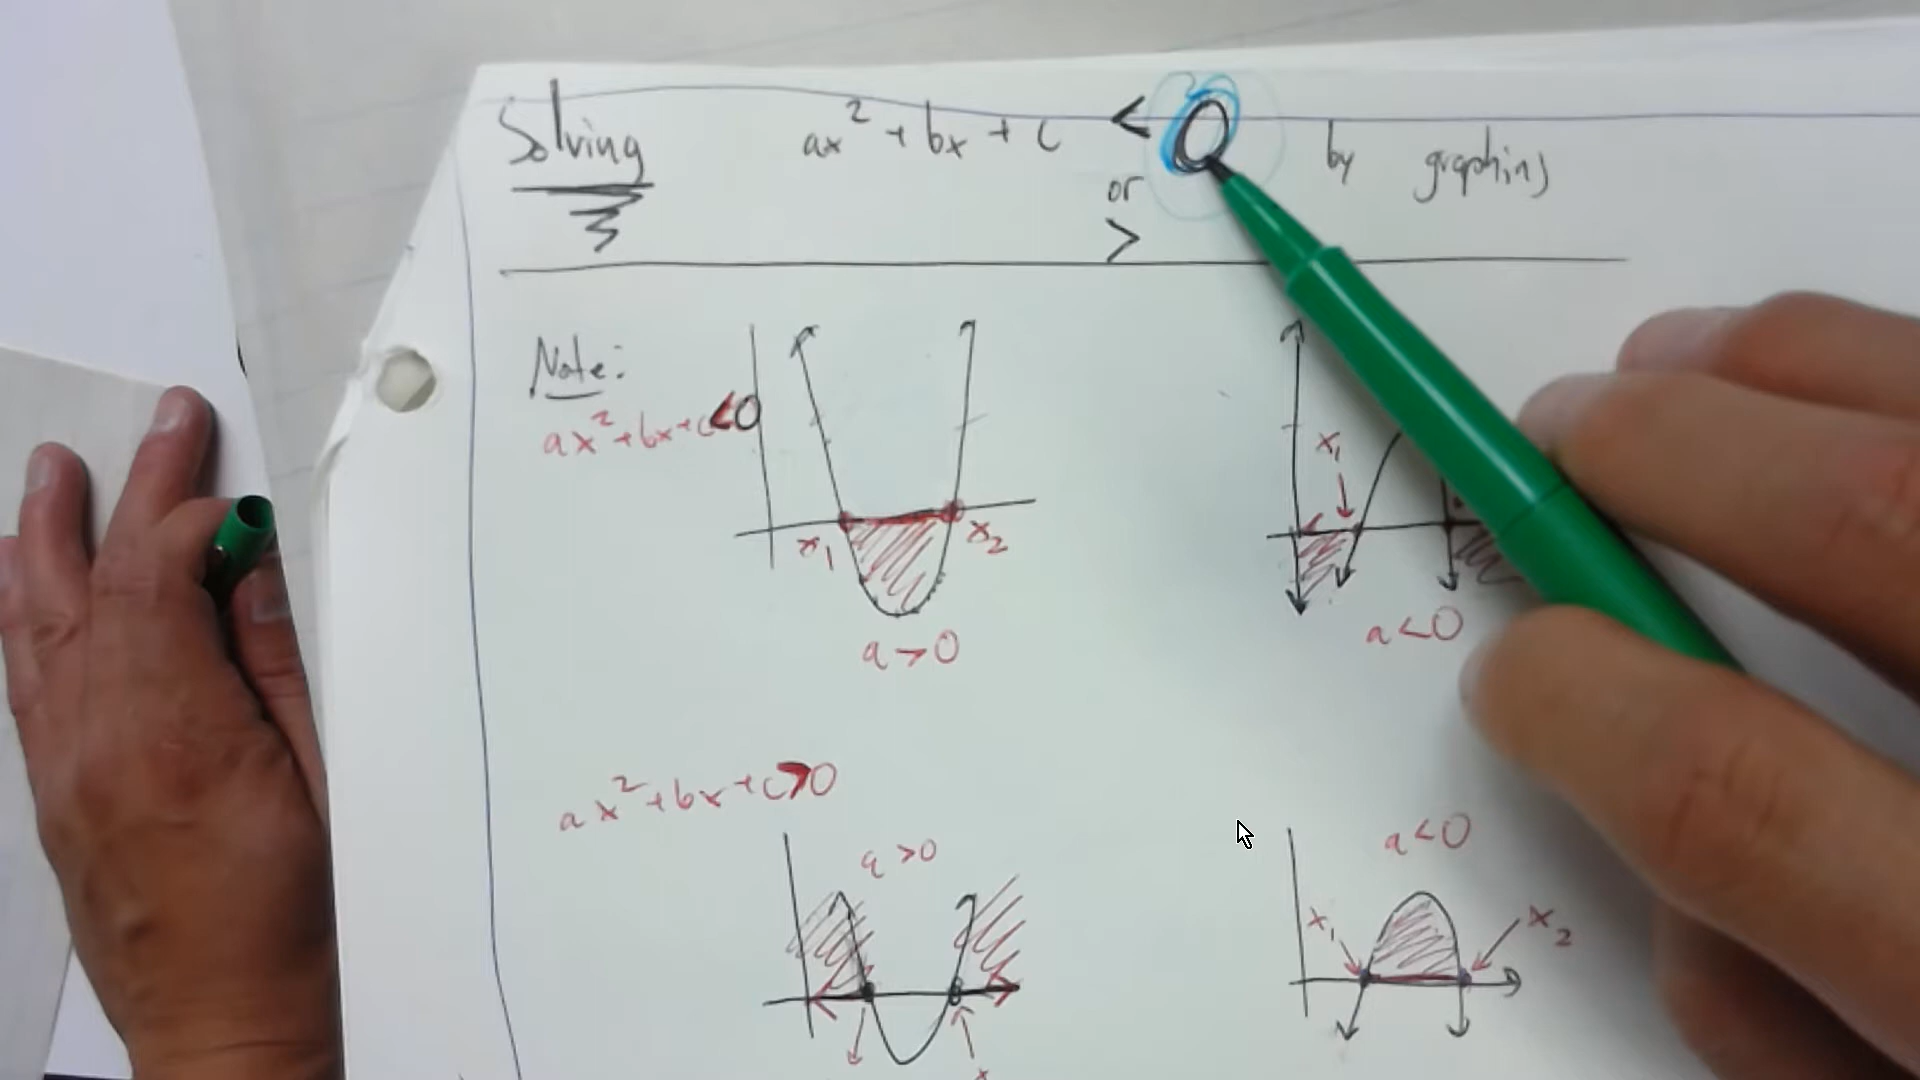 Solving ax² + bx + c < 0 by graphing
or
>
Note:
ax²+bx+c<0
x₁
x₁ x₂
a<0
a>0
ax²+bx+c>0
a<0
a>0
x₁ x₂